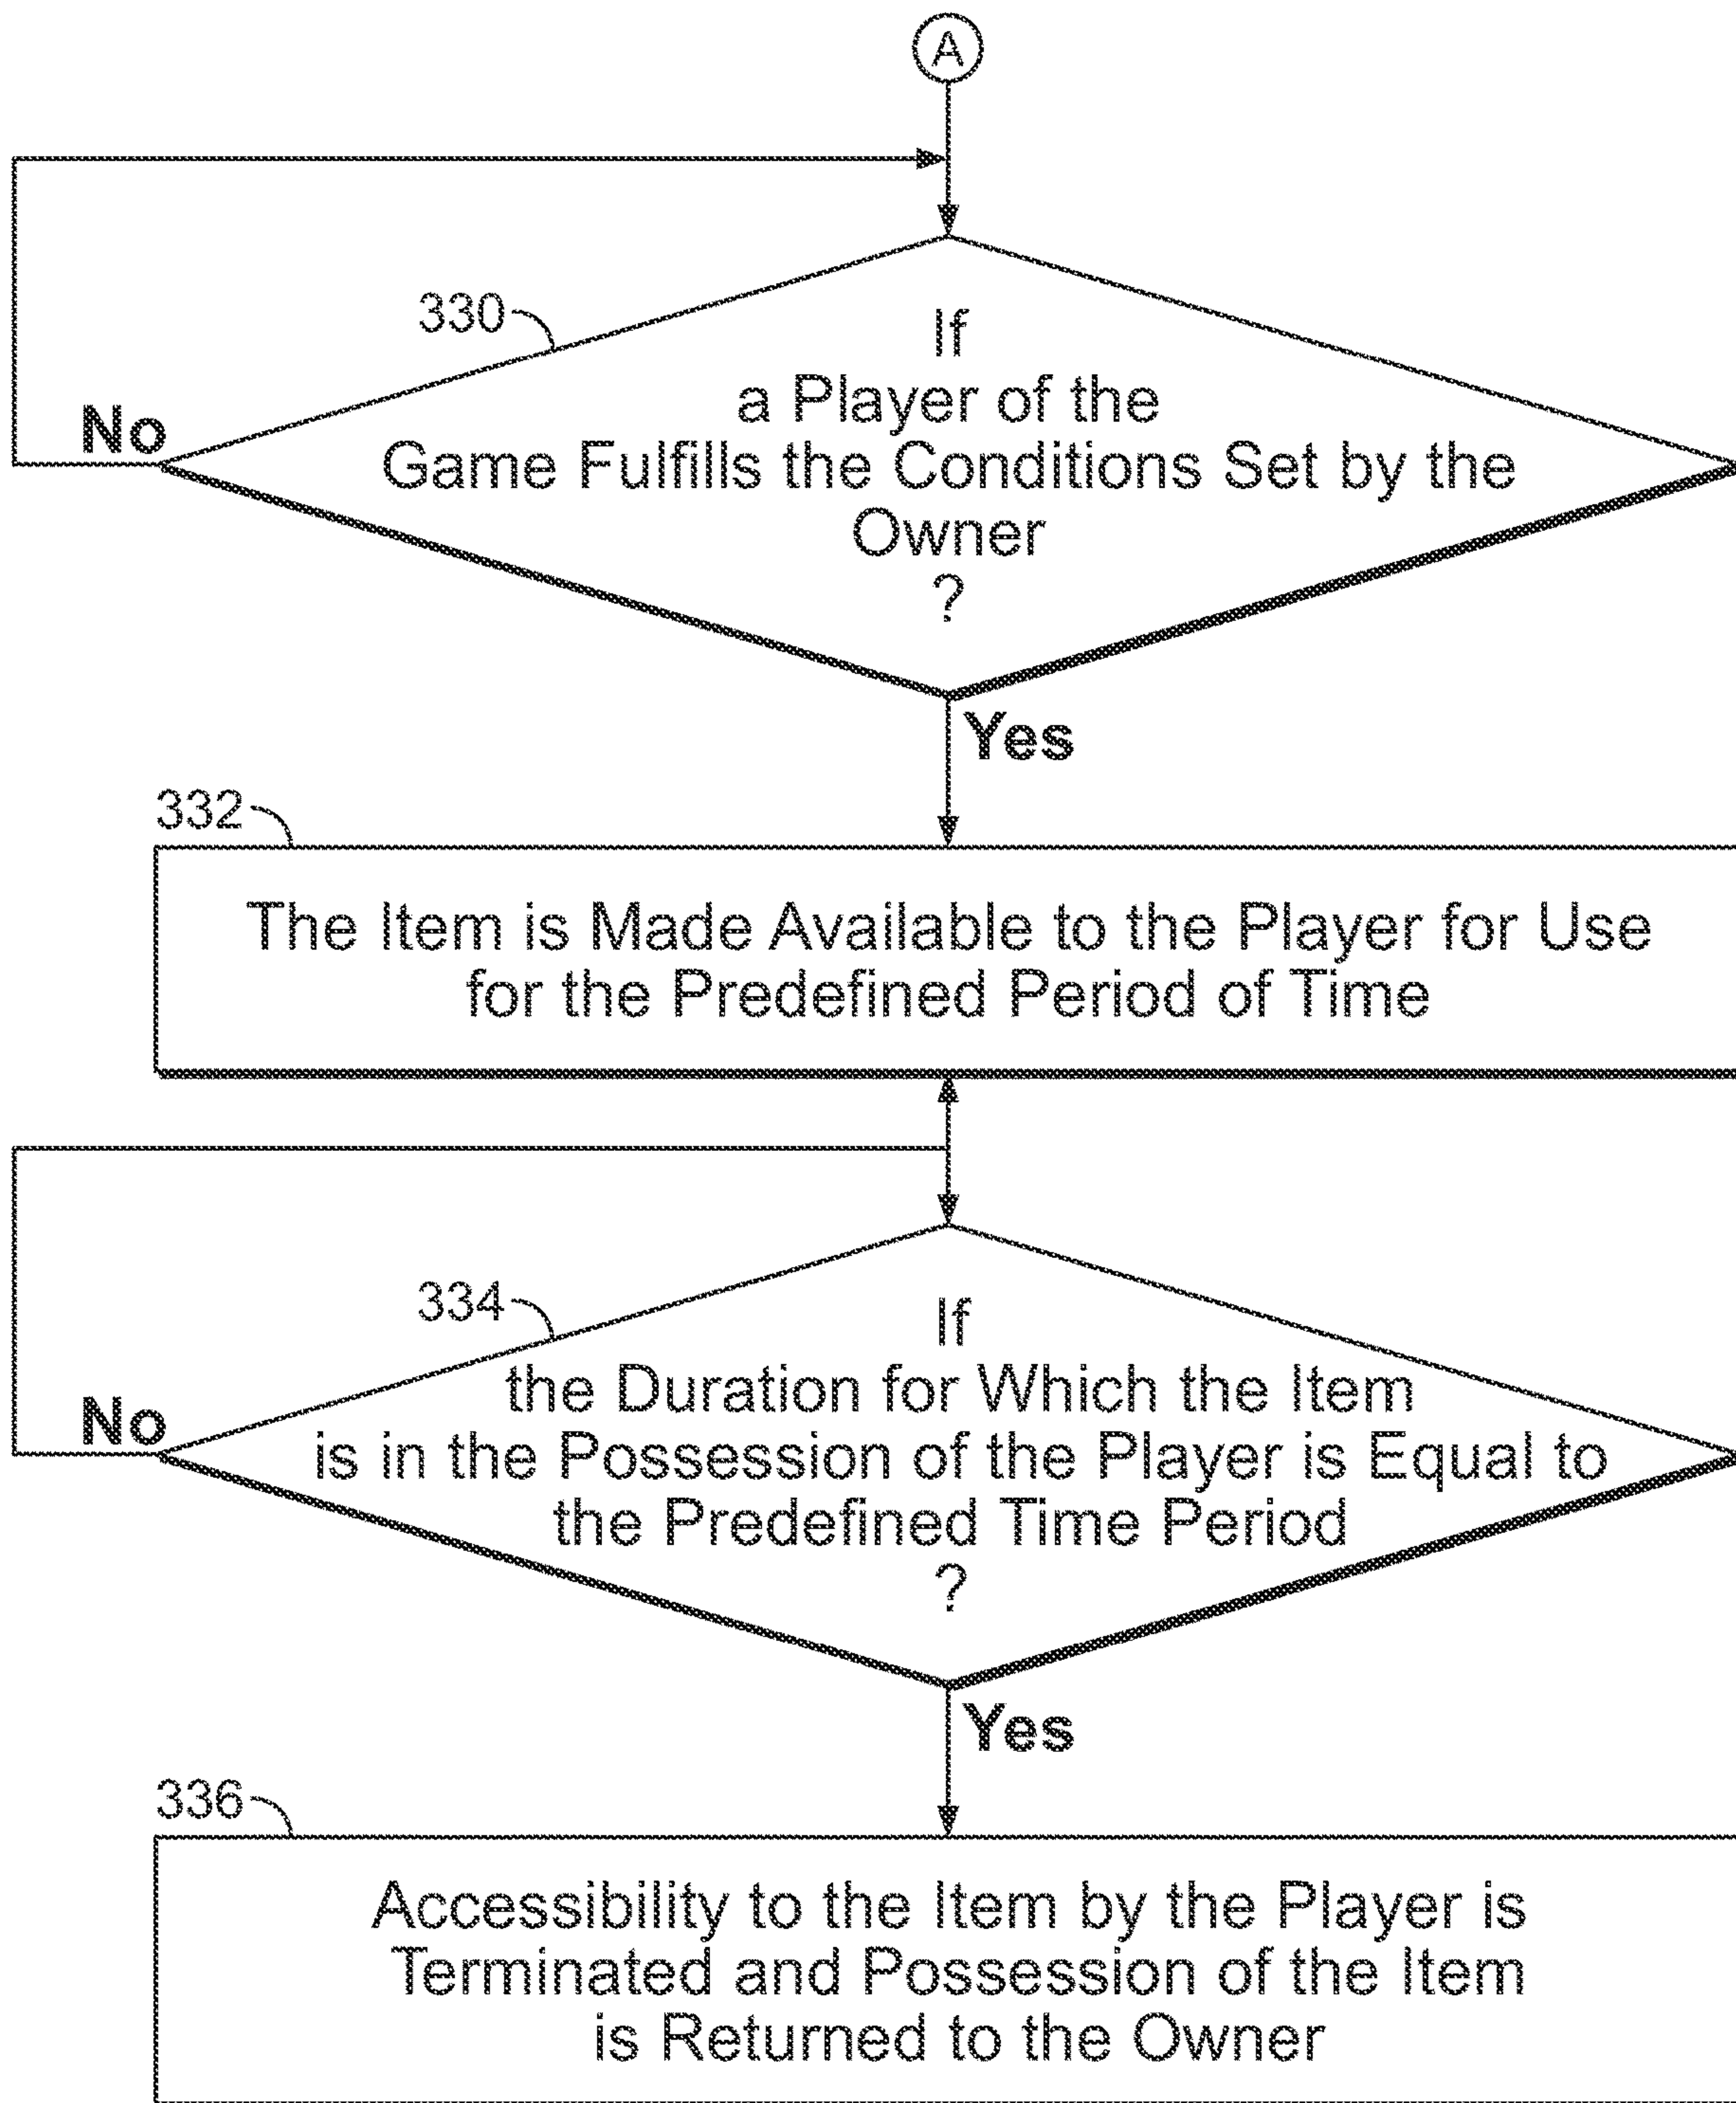 A
330
If
a Player of the
Game Fulfills the Conditions Set by the
Owner
?
No
Yes
332
The Item is Made Available to the Player for Use
for the Predefined Period of Time
334
If
the Duration for Which the Item
is in the Possession of the Player is Equal to
the Predefined Time Period
?
No
Yes
336
Accessibility to the Item by the Player is
Terminated and Possession of the Item
is Returned to the Owner